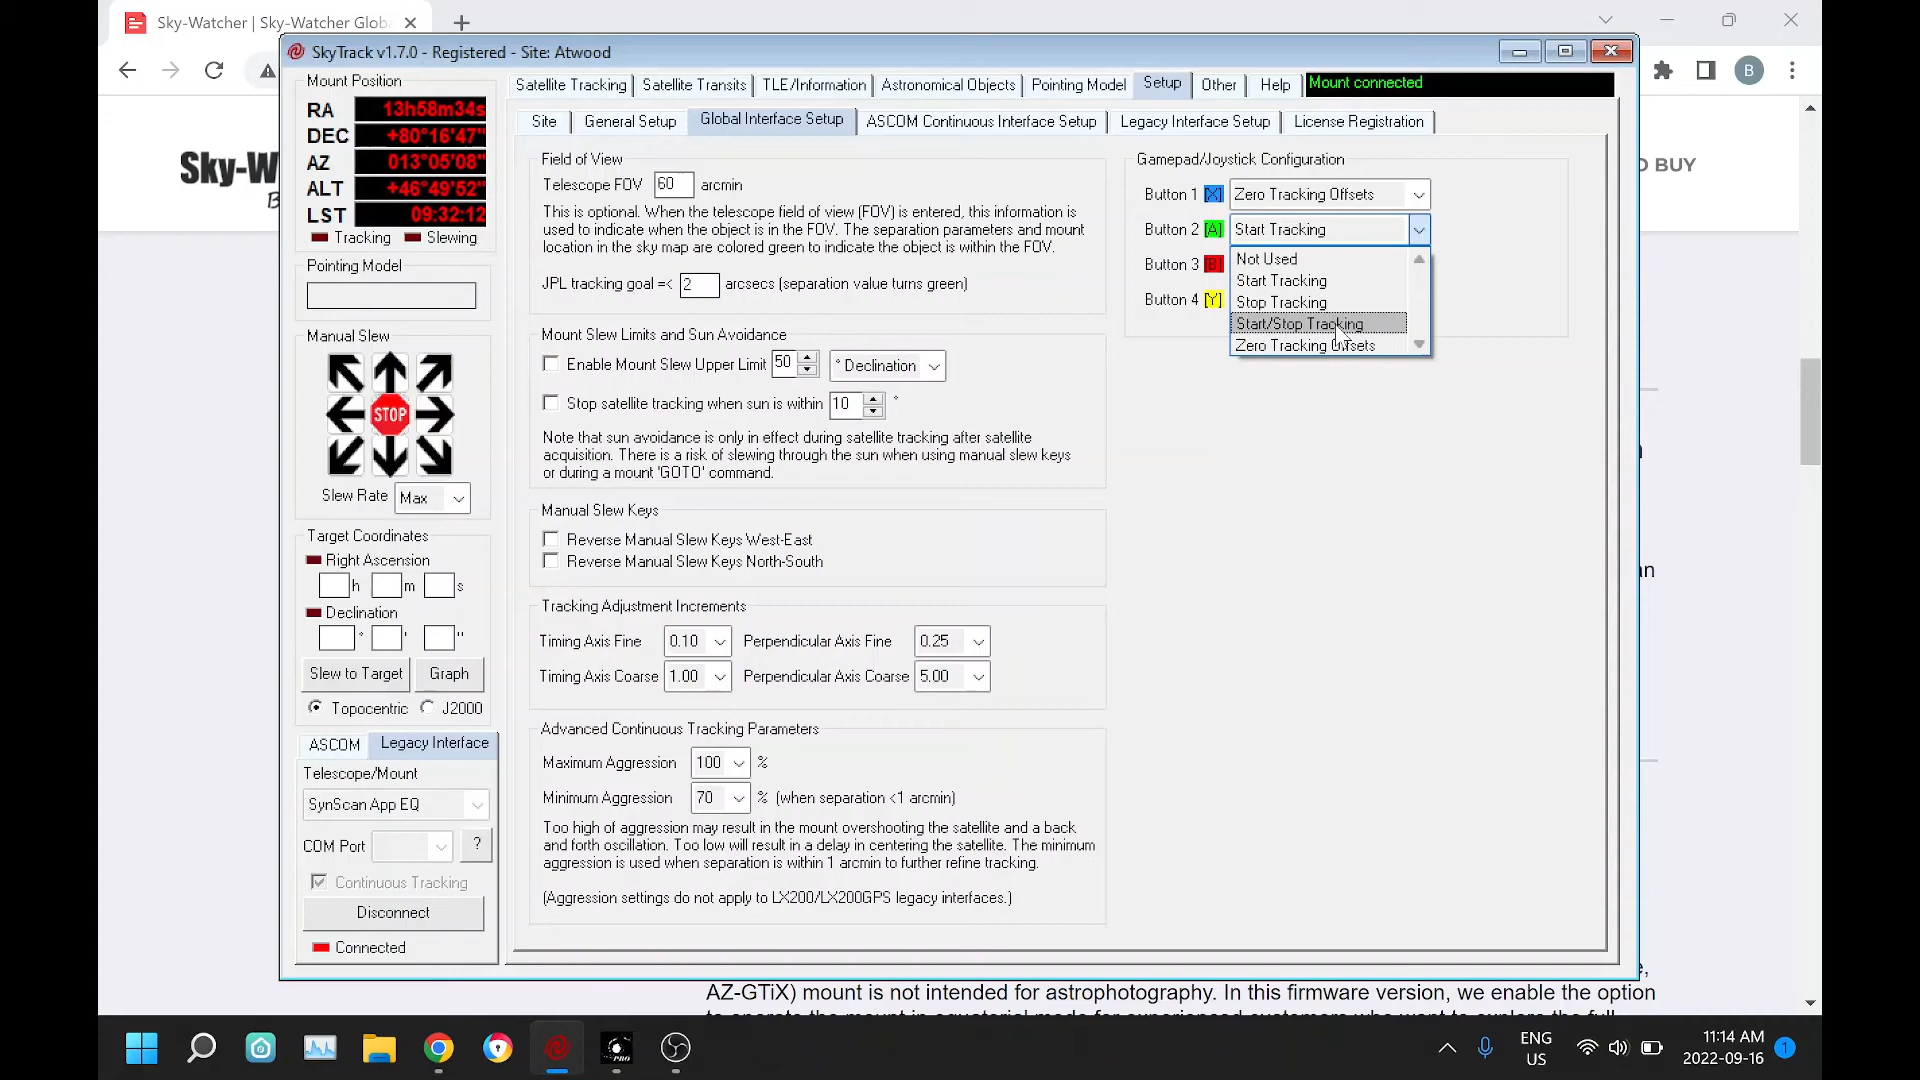 Sky-Watcher | Sky-Watcher Glob
B
SkyTrack v1.7.0 - Registered - Site: Atwood
Sky-W
B
O BUY
Mount Position
RA 13h58m34s
DEC +80°16'47"
AZ 013°05'08"
ALT +46°49'52"
LST 09:32:12
Tracking Slewing
Pointing Model
Manual Slew
STOP
Slew Rate Max
Target Coordinates
Right Ascension
h m s
Declination
° ' "
Slew to Target Graph
Topocentric J2000
ASCOM Legacy Interface
Telescope/Mount
SynScan App EQ
COM Port ?
Continuous Tracking
Disconnect
Connected
Satellite Tracking Satellite Transits TLE/Information Astronomical Objects Pointing Model Setup Other Help Mount connected
Site General Setup Global Interface Setup ASCOM Continuous Interface Setup Legacy Interface Setup License Registration
Field of View
Telescope FOV 60 arcmin
This is optional. When the telescope field of view (FOV) is entered, this information is
used to indicate when the object is in the FOV. The separation parameters and mount
location in the sky map are colored green to indicate the object is within the FOV.
JPL tracking goal =< 2 arcsecs (separation value turns green)
Mount Slew Limits and Sun Avoidance
Enable Mount Slew Upper Limit 50 ° Declination
Stop satellite tracking when sun is within 10 °
Note that sun avoidance is only in effect during satellite tracking after satellite
acquisition. There is a risk of slewing through the sun when using manual slew keys
or during a mount 'GOTO' command.
Manual Slew Keys
Reverse Manual Slew Keys West-East
Reverse Manual Slew Keys North-South
Tracking Adjustment Increments
Timing Axis Fine 0.10 Perpendicular Axis Fine 0.25
Timing Axis Coarse 1.00 Perpendicular Axis Coarse 5.00
Advanced Continuous Tracking Parameters
Maximum Aggression 100 %
Minimum Aggression 70 % (when separation <1 arcmin)
Too high of aggression may result in the mount overshooting the satellite and a back
and forth oscillation. Too low will result in a delay in centering the satellite. The minimum
aggression is used when separation is within 1 arcmin to further refine tracking.
(Aggression settings do not apply to LX200/LX200GPS legacy interfaces.)
Gamepad/Joystick Configuration
Button 1 [X] Zero Tracking Offsets
Button 2 [A] Start Tracking
Button 3 [B]
Button 4 [Y]
Not Used
Start Tracking
Stop Tracking
Start/Stop Tracking
Zero Tracking Offsets
an
AZ-GTiX) mount is not intended for astrophotography. In this firmware version, we enable the option
to operate the mount in equatorial mode for experienced customers who want to explore the full
PRO
ENG
US
11:14 AM
2022-09-16
1